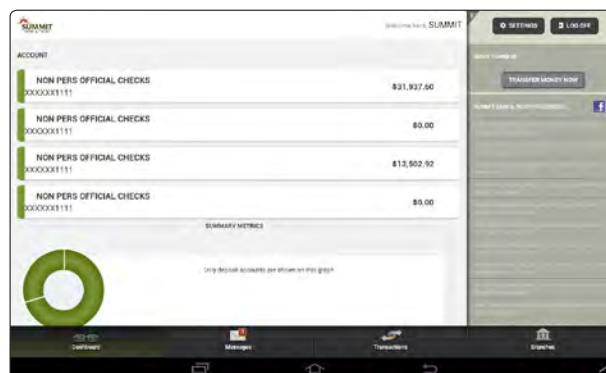 SUMMIT
Welcome back, SUMMIT
SETTINGS
LOG OFF
ACCOUNT
NON PERS OFFICIAL CHECKS
XXXXXX1111
$31,937.60
NON PERS OFFICIAL CHECKS
XXXXXX1111
$0.00
NON PERS OFFICIAL CHECKS
XXXXXX1111
$13,502.92
NON PERS OFFICIAL CHECKS
XXXXXX1111
$0.00
TRANSFER MONEY NOW
f
SUMMARY METRICS
Only deposit accounts are shown on this graph
Dashboard
Messages
Transactions
Branches